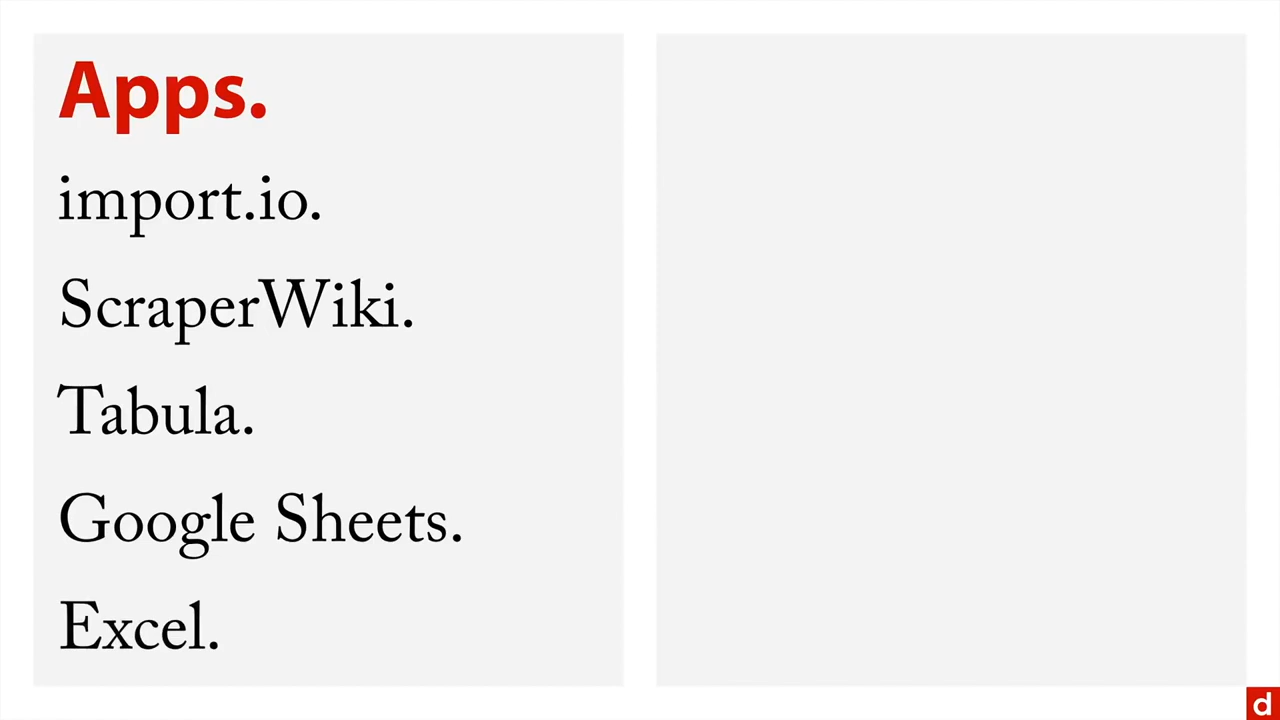 Apps.
import.io.
ScraperWiki.
Tabula.
Google Sheets.
Excel.
d